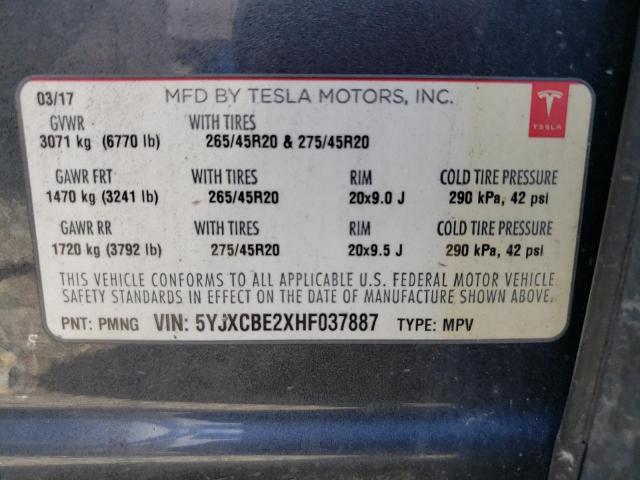 03/17 MFD BY TESLA MOTORS, INC.
GVWR WITH TIRES
3071 kg (6770 lb) 265/45R20 & 275/45R20
TESLA
GAWR FRT WITH TIRES RIM COLD TIRE PRESSURE
1470 kg (3241 lb) 265/45R20 20x9.0 J 290 kPa, 42 psi
GAWR RR WITH TIRES RIM COLD TIRE PRESSURE
1720 kg (3792 lb) 275/45R20 20x9.5 J 290 kPa, 42 psi
THIS VEHICLE CONFORMS TO ALL APPLICABLE U.S. FEDERAL MOTOR VEHICLE
SAFETY STANDARDS IN EFFECT ON THE DATE OF MANUFACTURE SHOWN ABOVE.
PNT: PMNG VIN: 5YJXCBE2XHF037887 TYPE: MPV